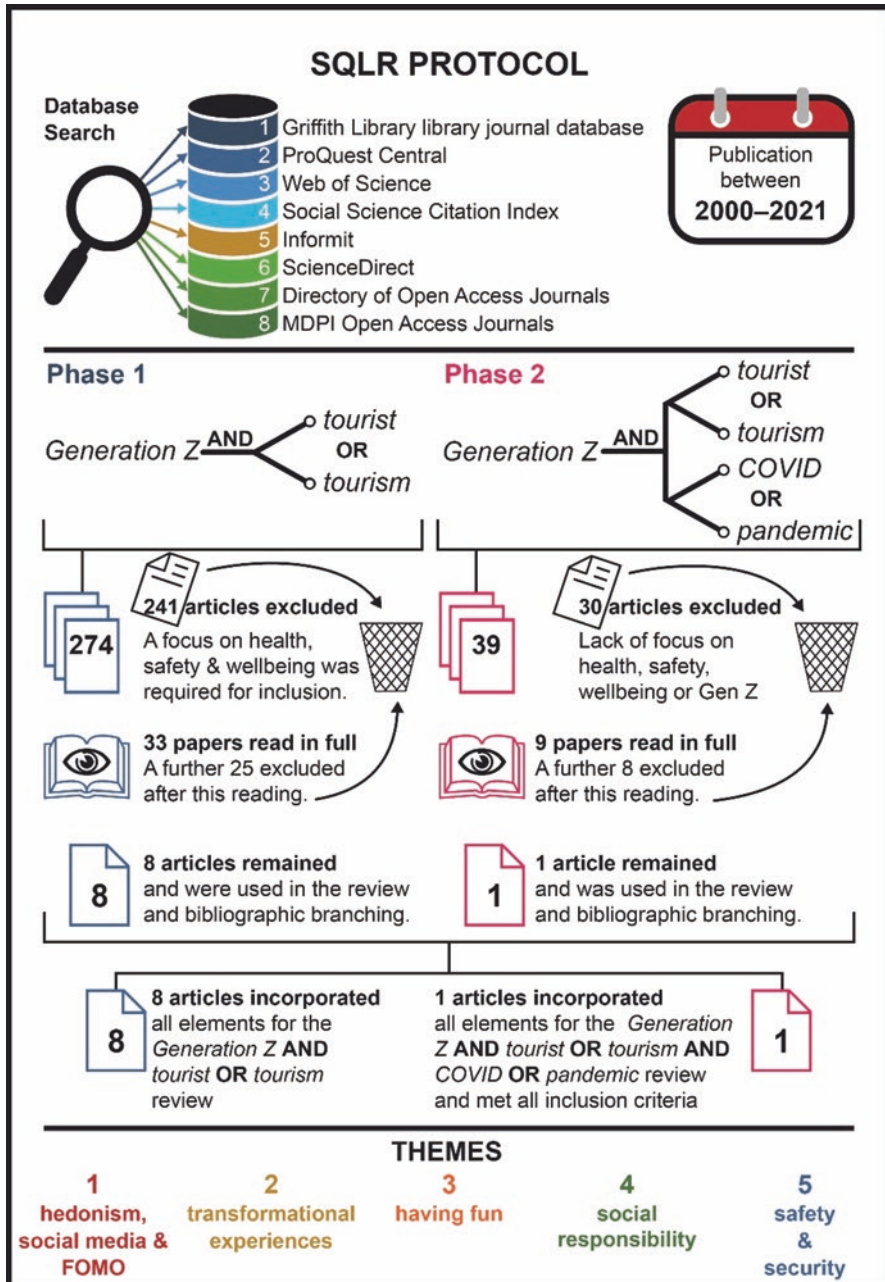 SQLR PROTOCOL
Database
Search
1 Griffith Library library journal database
2 ProQuest Central
3 Web of Science
4 Social Science Citation Index
5 Informit
6 ScienceDirect
7 Directory of Open Access Journals
8 MDPI Open Access Journals
Publication
between
2000–2021
Phase 1
Generation Z AND
tourist
OR
tourism
Phase 2
Generation Z AND
tourist
OR
tourism
COVID
OR
pandemic
274
241 articles excluded
A focus on health,
safety & wellbeing was
required for inclusion.
33 papers read in full
A further 25 excluded
after this reading.
8
8 articles remained
and were used in the review
and bibliographic branching.
39
30 articles excluded
Lack of focus on
health, safety,
wellbeing or Gen Z
9 papers read in full
A further 8 excluded
after this reading.
1
1 article remained
and was used in the review
and bibliographic branching.
8
8 articles incorporated
all elements for the
Generation Z AND
tourist OR tourism
review
1 articles incorporated
all elements for the Generation
Z AND tourist OR tourism AND
COVID OR pandemic review
and met all inclusion criteria
1
THEMES
1
hedonism,
social media &
FOMO
2
transformational
experiences
3
having fun
4
social
responsibility
5
safety
&
security